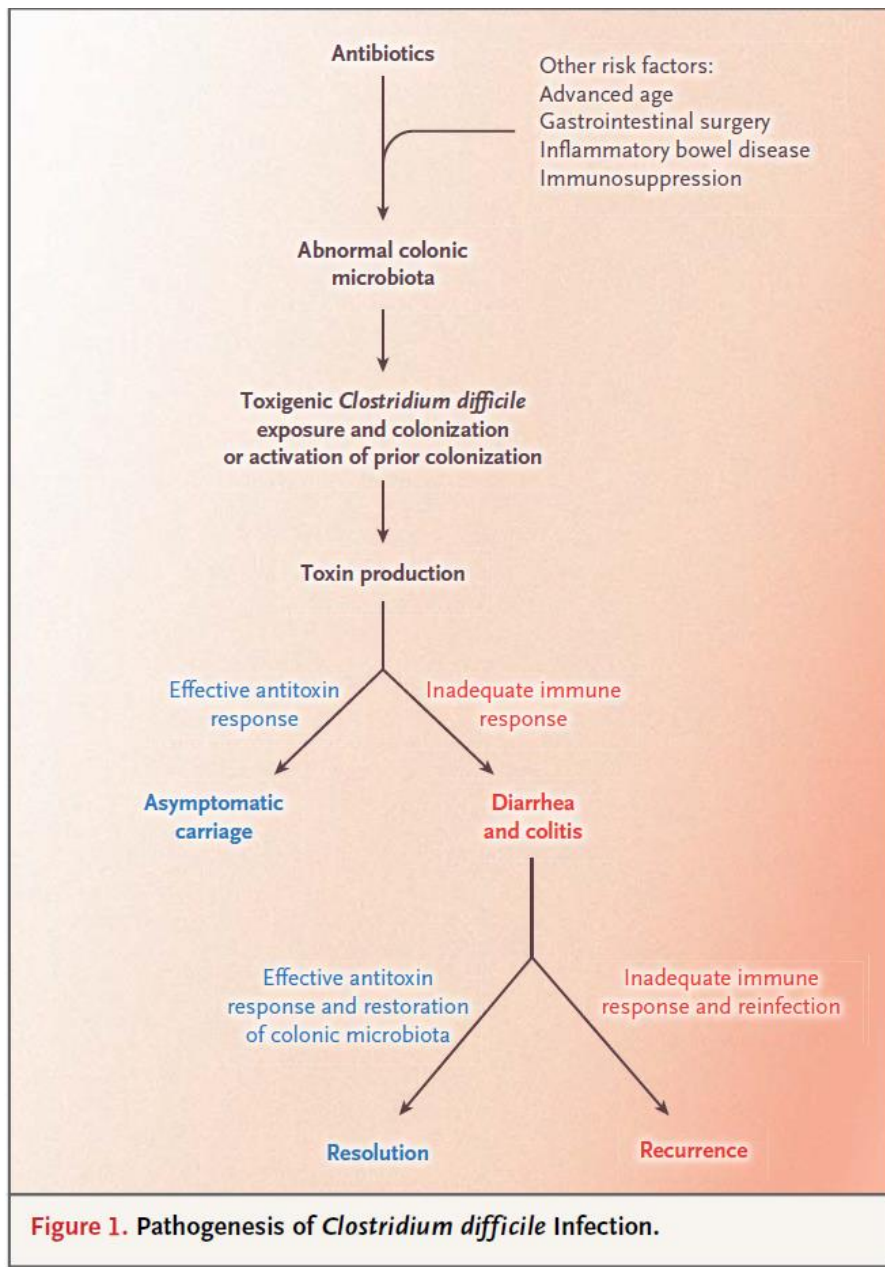 Antibiotics
Other risk factors:
Advanced age
Gastrointestinal surgery
Inflammatory bowel disease
Immunosuppression
Abnormal colonic
microbiota
Toxigenic Clostridium difficile
exposure and colonization
or activation of prior colonization
Toxin production
Effective antitoxin
response
Inadequate immune
response
Asymptomatic
carriage
Diarrhea
and colitis
Effective antitoxin
response and restoration
of colonic microbiota
Inadequate immune
response and reinfection
Resolution
Recurrence
Figure 1. Pathogenesis of Clostridium difficile Infection.